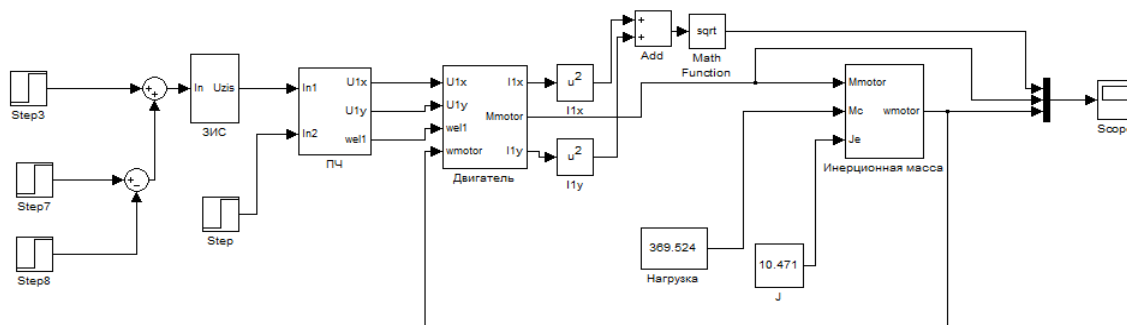 Step3
Step7
Step8
In
Uzis
ЗИС
Step
In1
In2
U1x
U1y
wel1
ПЧ
U1x
U1y
wel1
wmotor
I1x
Mmotor
I1y
Двигатель
u²
I1x
u²
I1y
+
+
Add
sqrt
Math
Function
369.524
Нагрузка
10.471
J
Mmotor
Mc
Je
wmotor
Инерционная масса
Scope